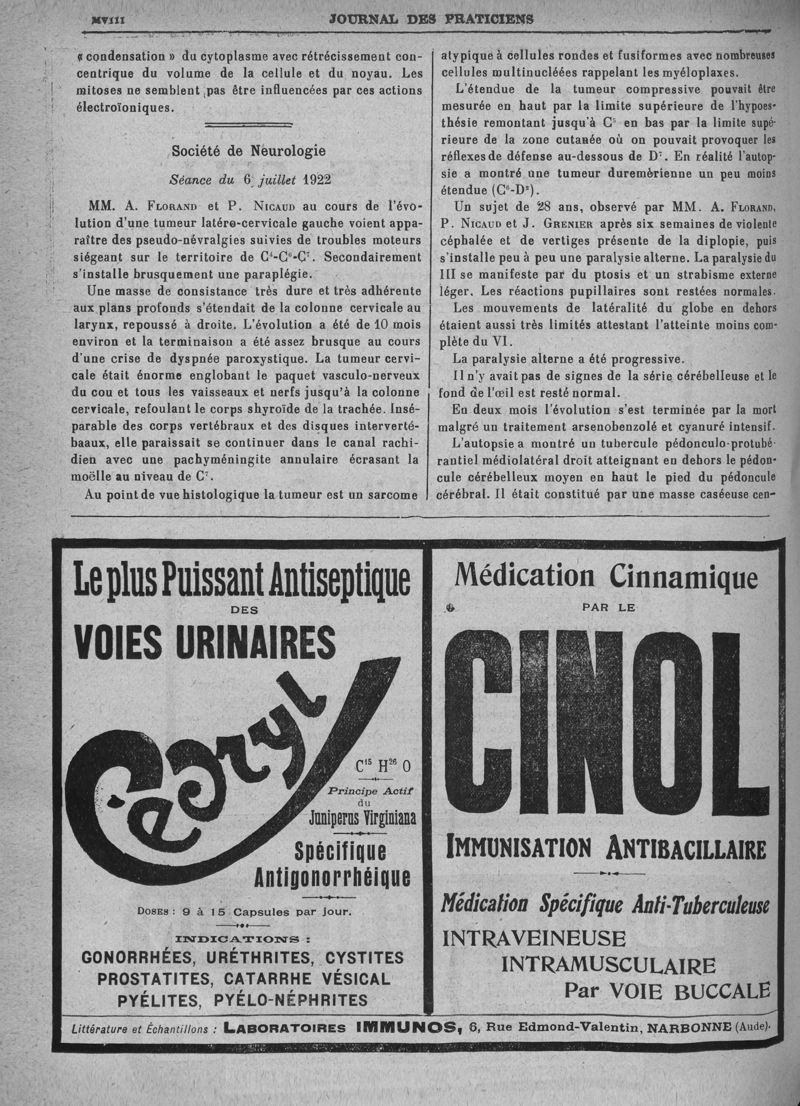 MVIII
JOURNAL DES PRATICIENS
« condensation » du cytoplasme avec rétrécissement con-
centrique du volume de la cellule et du noyau. Les
mitoses ne semblent pas être influencées par ces actions
électroïoniques.
Société de Neurologie
Séance du 6 juillet 1922
MM. A. FLORAND et P. NICAUD au cours de l'évo-
lution d'une tumeur latéro-cervicale gauche voient appa-
raître des pseudo-névralgies suivies de troubles moteurs
siégeant sur le territoire de C⁴-C⁶-C⁷. Secondairement
s'installe brusquement une paraplégie.
Une masse de consistance très dure et très adhérente
aux plans profonds s'étendait de la colonne cervicale au
larynx, repoussé à droite. L'évolution a été de 10 mois
environ et la terminaison a été assez brusque au cours
d'une crise de dyspnée paroxystique. La tumeur cervi-
cale était énorme englobant le paquet vasculo-nerveux
du cou et tous les vaisseaux et nerfs jusqu'à la colonne
cervicale, refoulant le corps shyroïde de la trachée. Insé-
parable des corps vertébraux et des disques interverté-
baaux, elle paraissait se continuer dans le canal rachi-
dien avec une pachyméningite annulaire écrasant la
moëlle au niveau de C⁷.
Au point de vue histologique la tumeur est un sarcome
atypique à cellules rondes et fusiformes avec nombreuses
cellules multinucléées rappelant les myéloplaxes.
L'étendue de la tumeur compressive pouvait être
mesurée en haut par la limite supérieure de l'hypoes-
thésie remontant jusqu'à C⁵ en bas par la limite supé-
rieure de la zone cutanée où on pouvait provoquer les
réflexes de défense au-dessous de D⁷. En réalité l'autop-
sie a montré une tumeur duremèrienne un peu moins
étendue (C⁶-D²).
Un sujet de 28 ans, observé par MM. A. FLORAND,
P. NICAUD et J. GRENIER après six semaines de violente
céphalée et de vertiges présente de la diplopie, puis
s'installe peu à peu une paralysie alterne. La paralysie du
III se manifeste par du ptosis et un strabisme externe
léger. Les réactions pupillaires sont restées normales.
Les mouvements de latéralité du globe en dehors
étaient aussi très limités attestant l'atteinte moins com-
plète du VI.
La paralysie alterne a été progressive.
Il n'y avait pas de signes de la série cérébelleuse et le
fond de l'œil est resté normal.
En deux mois l'évolution s'est terminée par la mort
malgré un traitement arsenobenzolé et cyanuré intensif.
L'autopsie a montré un tubercule pédonculo-protubé-
rantiel médiolatéral droit atteignant en dehors le pédon-
cule cérébelleux moyen en haut le pied du pédoncule
cérébral. Il était constitué par une masse caséeuse cen-
Le plus Puissant Antiseptique
DES
VOIES URINAIRES
Cedryl
C¹⁵ H²⁶ O
Principe Actif
du
Juniperus Virginiana
Spécifique
Antigonorrhéique
DOSES : 9 à 15 Capsules par jour.
INDICATIONS :
GONORRHÉES, URÉTHRITES, CYSTITES
PROSTATITES, CATARRHE VÉSICAL
PYÉLITES, PYÉLO-NÉPHRITES
Médication Cinnamique
PAR LE
CINOL
IMMUNISATION ANTIBACILLAIRE
Médication Spécifique Anti-Tuberculeuse
INTRAVEINEUSE
INTRAMUSCULAIRE
Par VOIE BUCCALE
Littérature et Échantillons : LABORATOIRES IMMUNOS, 6, Rue Edmond-Valentin, NARBONNE (Aude).